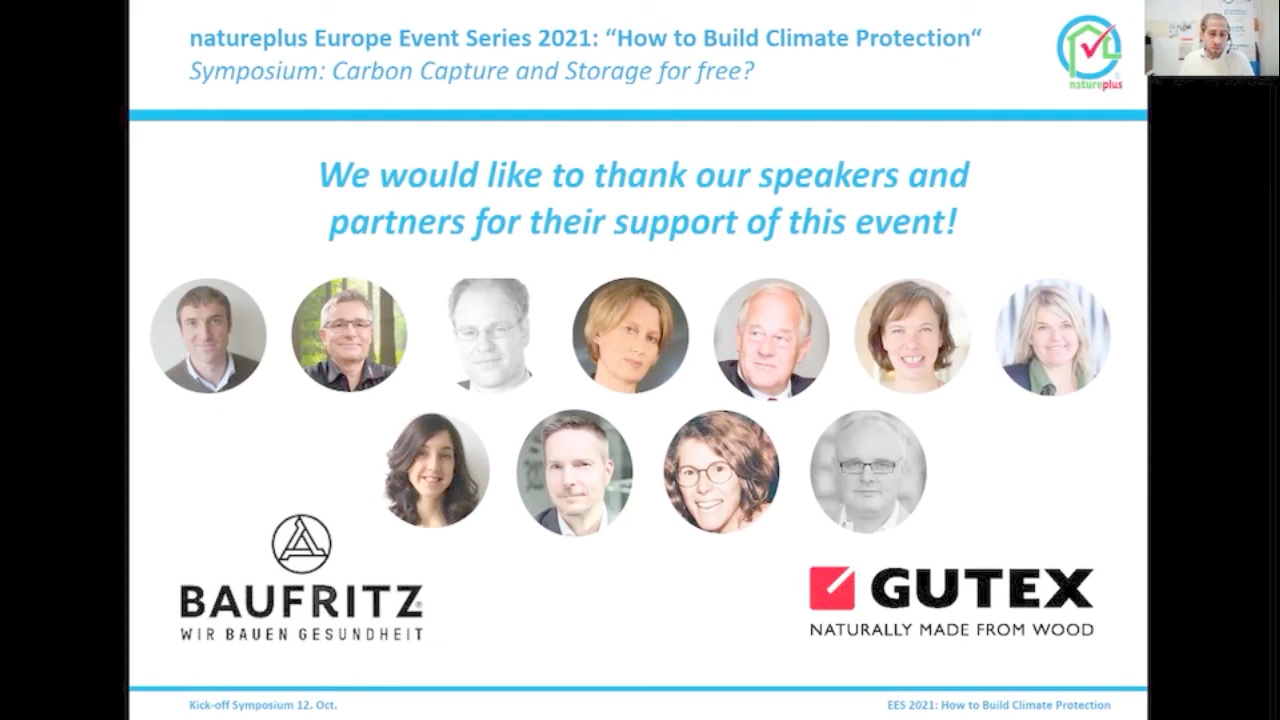 natureplus Europe Event Series 2021: “How to Build Climate Protection“
Symposium: Carbon Capture and Storage for free?
natureplus
We would like to thank our speakers and
partners for their support of this event!
BAUFRITZ®
WIR BAUEN GESUNDHEIT
GUTEX
NATURALLY MADE FROM WOOD
Kick-off Symposium 12. Oct.
EES 2021: How to Build Climate Protection